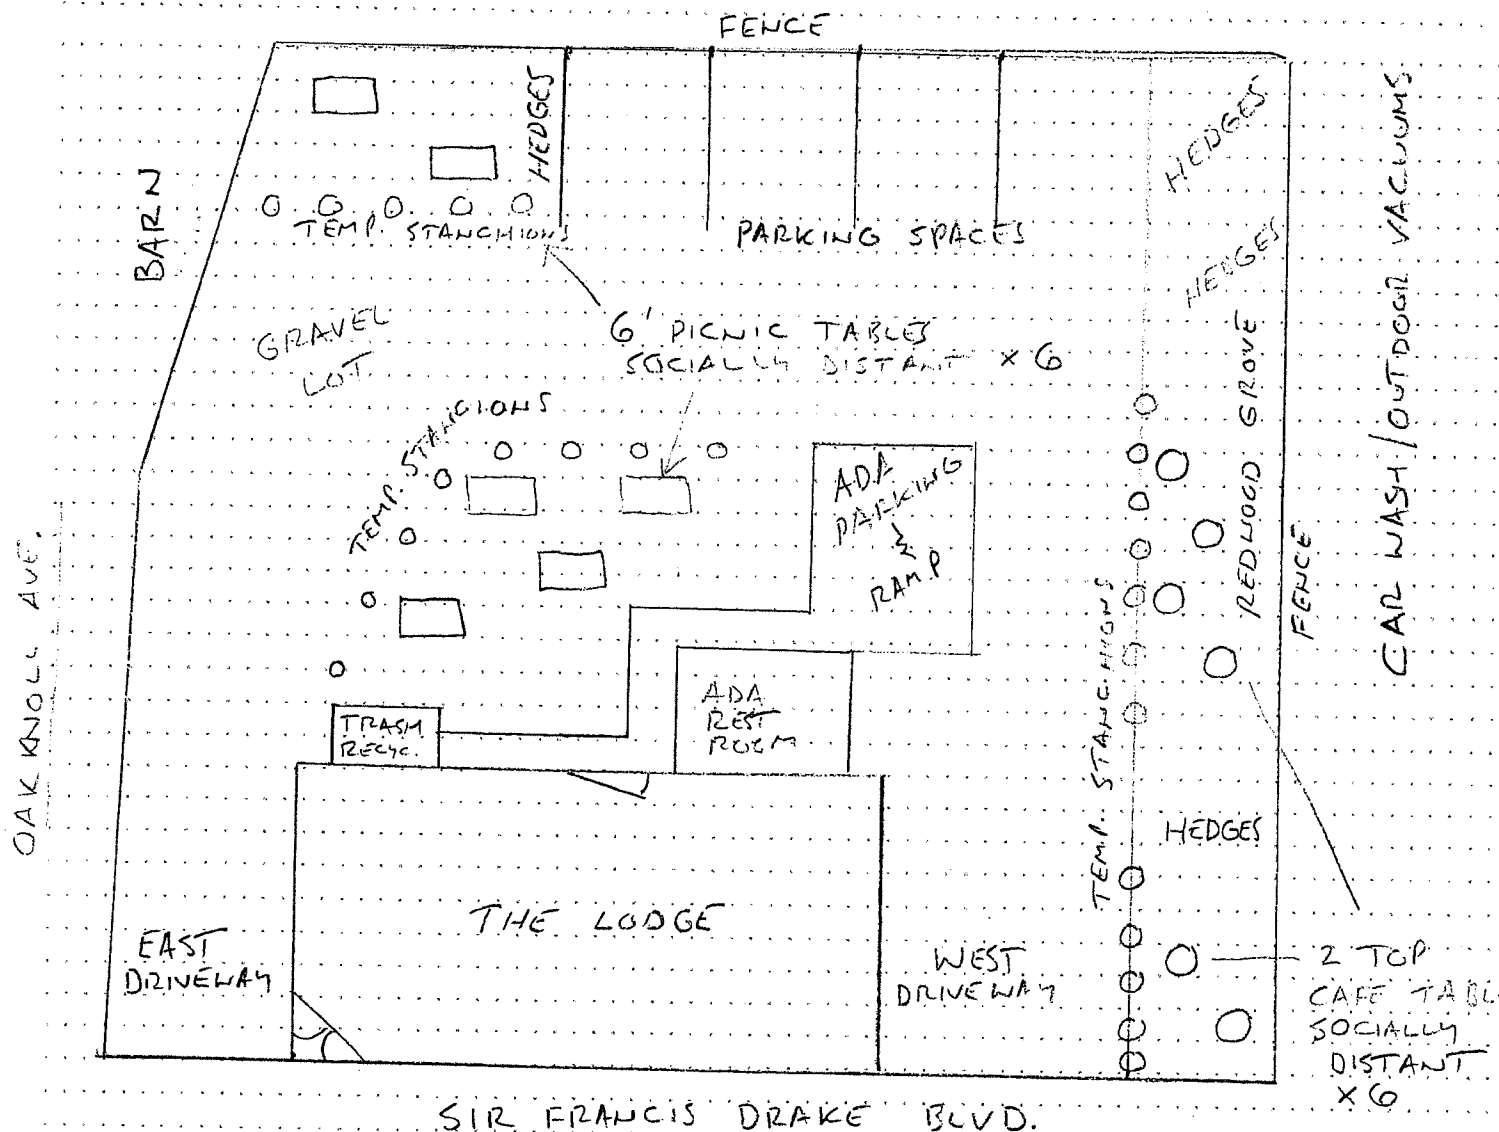 FENCE
HEDGES
HEDGES
HEDGES
BARN
TEMP. STANCHIONS
PARKING SPACES
CAR WASH/OUTDOOR VACUUMS
GRAVEL
LOT
6' PICNIC TABLES
SOCIALLY DISTANT x 6
TEMP. STANCIONS
ADA
PARKING
&
RAMP
REDWOOD GROVE
FENCE
OAK KNOLL AVE.
TRASH
RECYC.
ADA
REST
ROOM
TEMP. STANCHIONS
HEDGES
THE LODGE
EAST
DRIVEWAY
WEST
DRIVEWAY
2 TOP
CAFE TABL
SOCIALLY
DISTANT
x 6
SIR FRANCIS DRAKE BLVD.